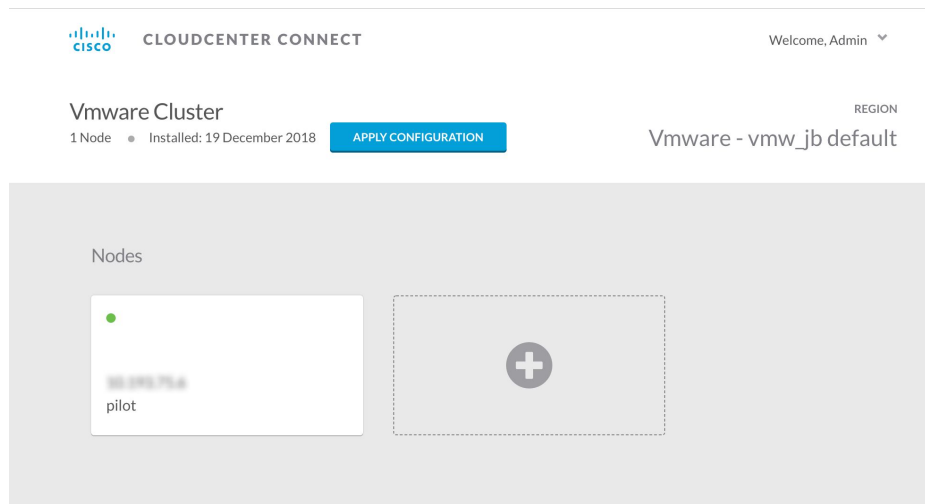 CISCO CLOUDCENTER CONNECT Welcome, Admin
Vmware Cluster
REGION
1 Node Installed: 19 December 2018 APPLY CONFIGURATION
Vmware - vmw_jb default
Nodes
pilot